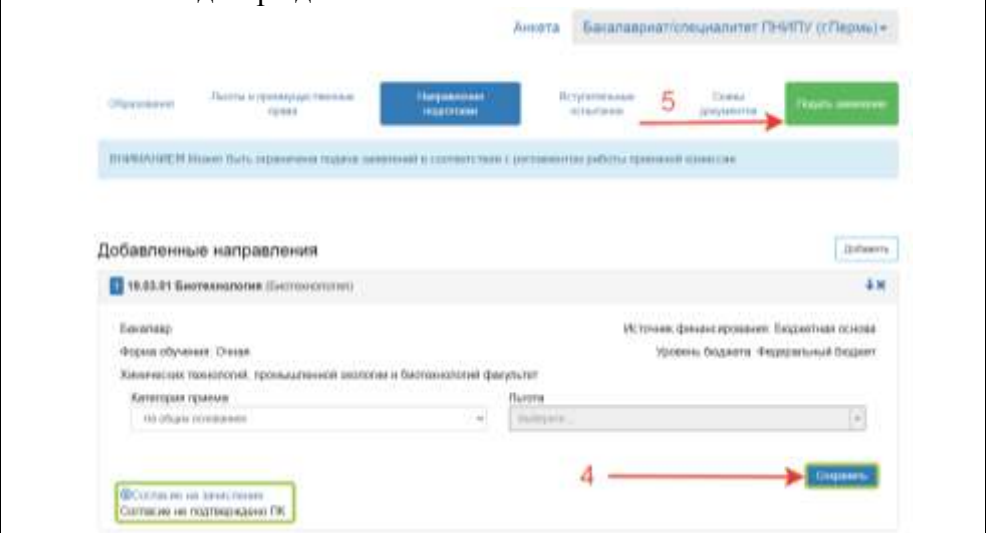 Анкета Бакалавриат/специалитет ПНИПУ (г.Пермь)
Образование Льготы и преимущественные права Направления подготовки Вступительные испытания 5 Сканы документов Подать заявление
ВНИМАНИЕ!!! Может быть ограничена подача заявлений в соответствии с регламентом работы приемной комиссии
Добавленные направления Добавить
1 19.03.01 Биотехнология (Биотехнология)
Бакалавр Источник финансирования: Бюджетная основа
Форма обучения: Очная Уровень бюджета: Федеральный бюджет
Химических технологий, промышленной экологии и биотехнологий факультет
Категория приема Льгота
На общих основаниях Выберите ...
4 Сохранить
Согласие на зачисление
Согласие не подтверждено ПК